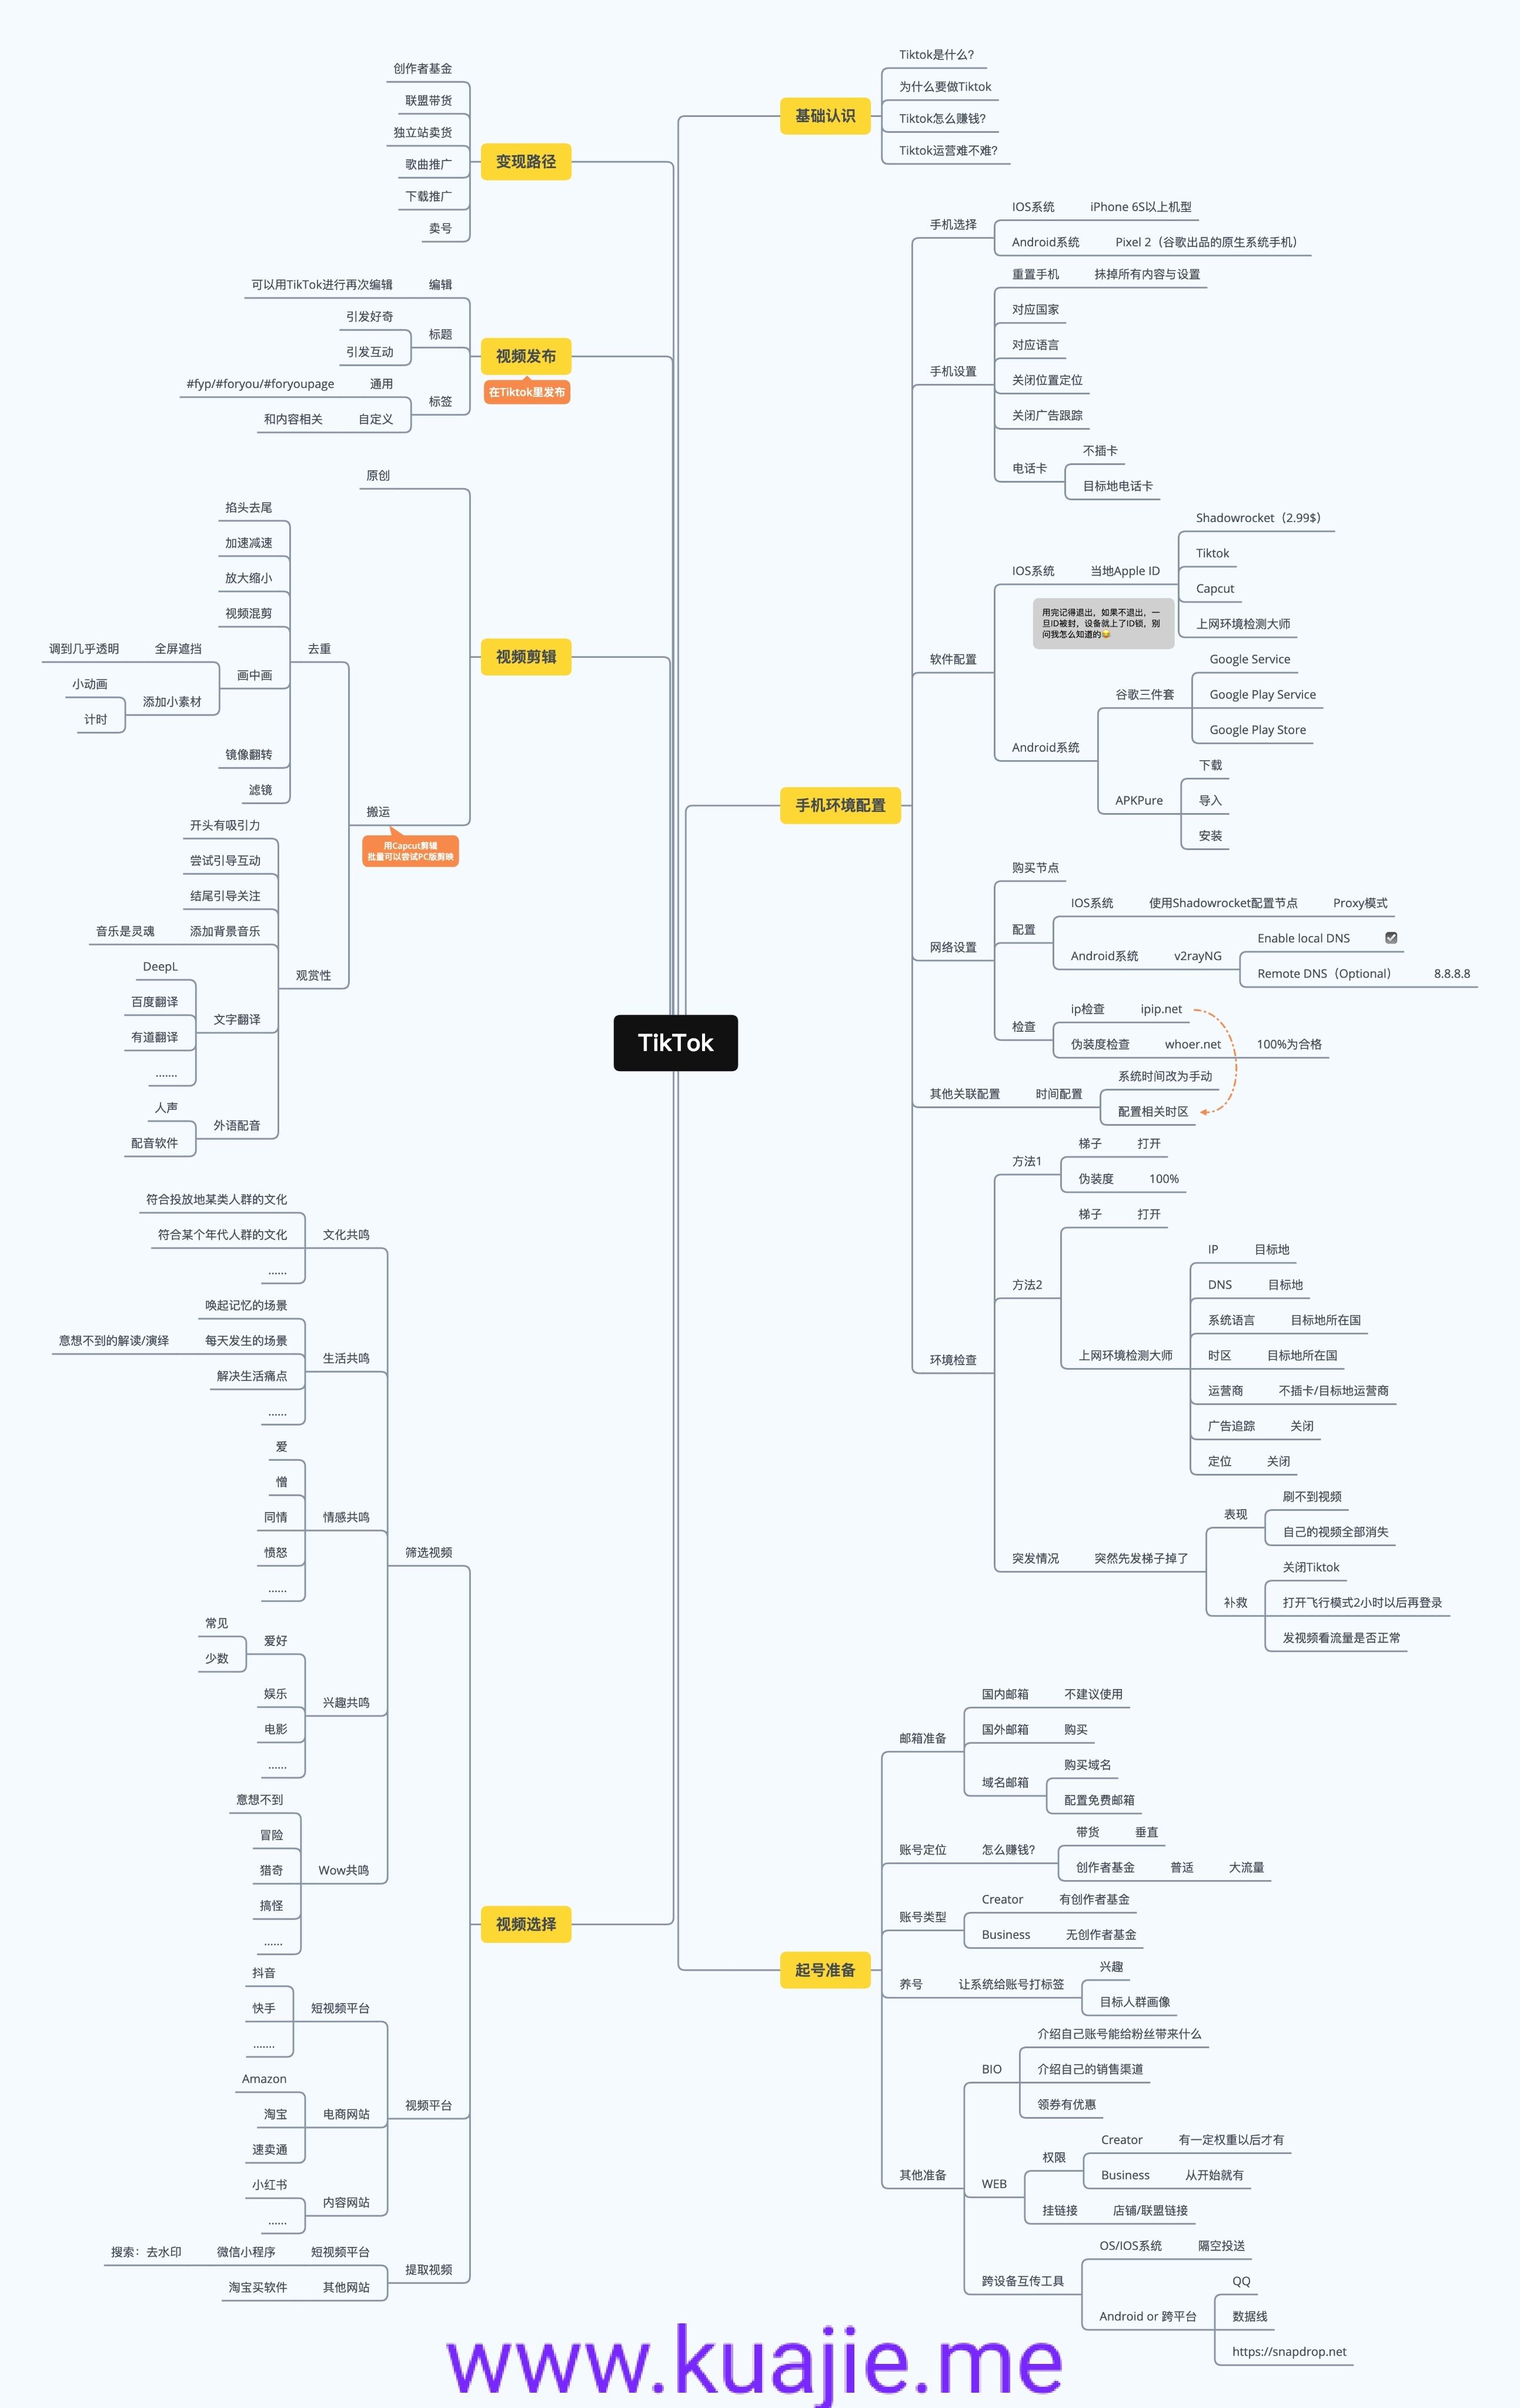 TikTok
基础认识
Tiktok是什么?
为什么要做Tiktok
Tiktok怎么赚钱?
Tiktok运营难不难?
手机环境配置
手机选择
IOS系统
iPhone 6S以上机型
Android系统
Pixel 2（谷歌出品的原生系统手机）
手机设置
重置手机
抹掉所有内容与设置
对应国家
对应语言
关闭位置定位
关闭广告跟踪
电话卡
不插卡
目标地电话卡
软件配置
IOS系统
当地Apple ID
用完记得退出，如果不退出，一
旦ID被封，设备就上了ID锁，别
问我怎么知道的😂
Shadowrocket（2.99$）
Tiktok
Capcut
上网环境检测大师
Android系统
谷歌三件套
Google Service
Google Play Service
Google Play Store
APKPure
下载
导入
安装
网络设置
购买节点
配置
IOS系统
使用Shadowrocket配置节点
Proxy模式
Android系统
v2rayNG
Enable local DNS
Remote DNS（Optional）
8.8.8.8
检查
ip检查
ipip.net
伪装度检查
whoer.net
100%为合格
其他关联配置
时间配置
系统时间改为手动
配置相关时区
环境检查
方法1
梯子
打开
伪装度
100%
方法2
梯子
打开
上网环境检测大师
IP
目标地
DNS
目标地
系统语言
目标地所在国
时区
目标地所在国
运营商
不插卡/目标地运营商
广告追踪
关闭
定位
关闭
突发情况
突然先发梯子掉了
表现
刷不到视频
自己的视频全部消失
补救
关闭Tiktok
打开飞行模式2小时以后再登录
发视频看流量是否正常
起号准备
邮箱准备
国内邮箱
不建议使用
国外邮箱
购买
域名邮箱
购买域名
配置免费邮箱
账号定位
怎么赚钱?
带货
垂直
创作者基金
普适
大流量
账号类型
Creator
有创作者基金
Business
无创作者基金
养号
让系统给账号打标签
兴趣
目标人群画像
其他准备
BIO
介绍自己账号能给粉丝带来什么
介绍自己的销售渠道
领券有优惠
WEB
权限
Creator
有一定权重以后才有
Business
从开始就有
挂链接
店铺/联盟链接
跨设备互传工具
OS/IOS系统
隔空投送
Android or 跨平台
QQ
数据线
https://snapdrop.net
变现路径
创作者基金
联盟带货
独立站卖货
歌曲推广
下载推广
卖号
视频发布
在Tiktok里发布
编辑
可以用TikTok进行再次编辑
标题
引发好奇
引发互动
标签
通用
#fyp/#foryou/#foryoupage
自定义
和内容相关
视频剪辑
原创
搬运
用Capcut剪辑
批量可以尝试PC版剪映
去重
掐头去尾
加速减速
放大缩小
视频混剪
画中画
全屏遮挡
调到几乎透明
添加小素材
小动画
计时
镜像翻转
滤镜
观赏性
开头有吸引力
尝试引导互动
结尾引导关注
添加背景音乐
音乐是灵魂
文字翻译
DeepL
百度翻译
有道翻译
.......
外语配音
人声
配音软件
视频选择
筛选视频
文化共鸣
符合投放地某类人群的文化
符合某个年代人群的文化
......
生活共鸣
唤起记忆的场景
每天发生的场景
意想不到的解读/演绎
解决生活痛点
......
情感共鸣
爱
憎
同情
愤怒
......
兴趣共鸣
爱好
常见
少数
娱乐
电影
......
Wow共鸣
意想不到
冒险
猎奇
搞怪
......
视频平台
短视频平台
抖音
快手
.......
电商网站
Amazon
淘宝
速卖通
内容网站
小红书
......
提取视频
短视频平台
微信小程序
搜索：去水印
其他网站
淘宝买软件
www.kuajie.me